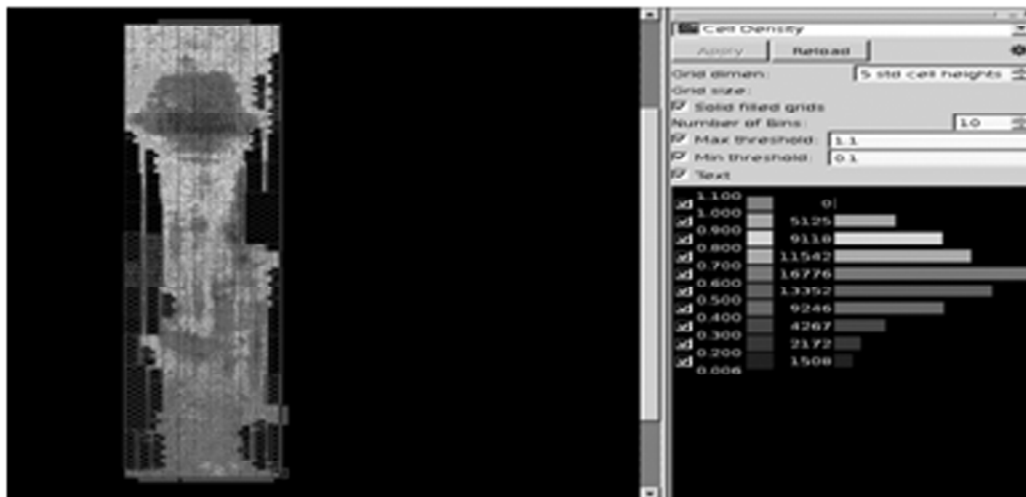 Cell Density
Apply Reload
Grid dimen: 5 std cell heights
Grid size:
Solid filled grids
Number of Bins: 10
Max threshold: 1.1
Min threshold: 0.1
Text
1.100
0
1.000
5125
0.900
9118
0.800
11542
0.700
16776
0.600
13352
0.500
9246
0.400
4267
0.300
2172
0.200
1508
0.006